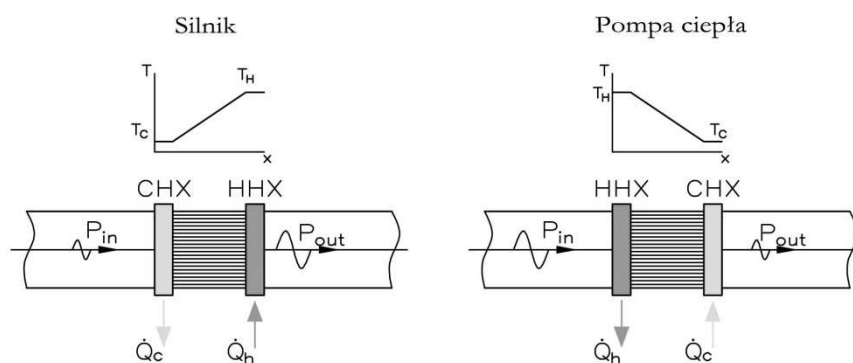 Silnik
T
T_H
T_C
x
CHX HHX
P_in
P_out
Q̇_c
Q̇_h
Pompa ciepła
T
T_H
T_C
x
HHX CHX
P_in
P_out
Q̇_h
Q̇_c